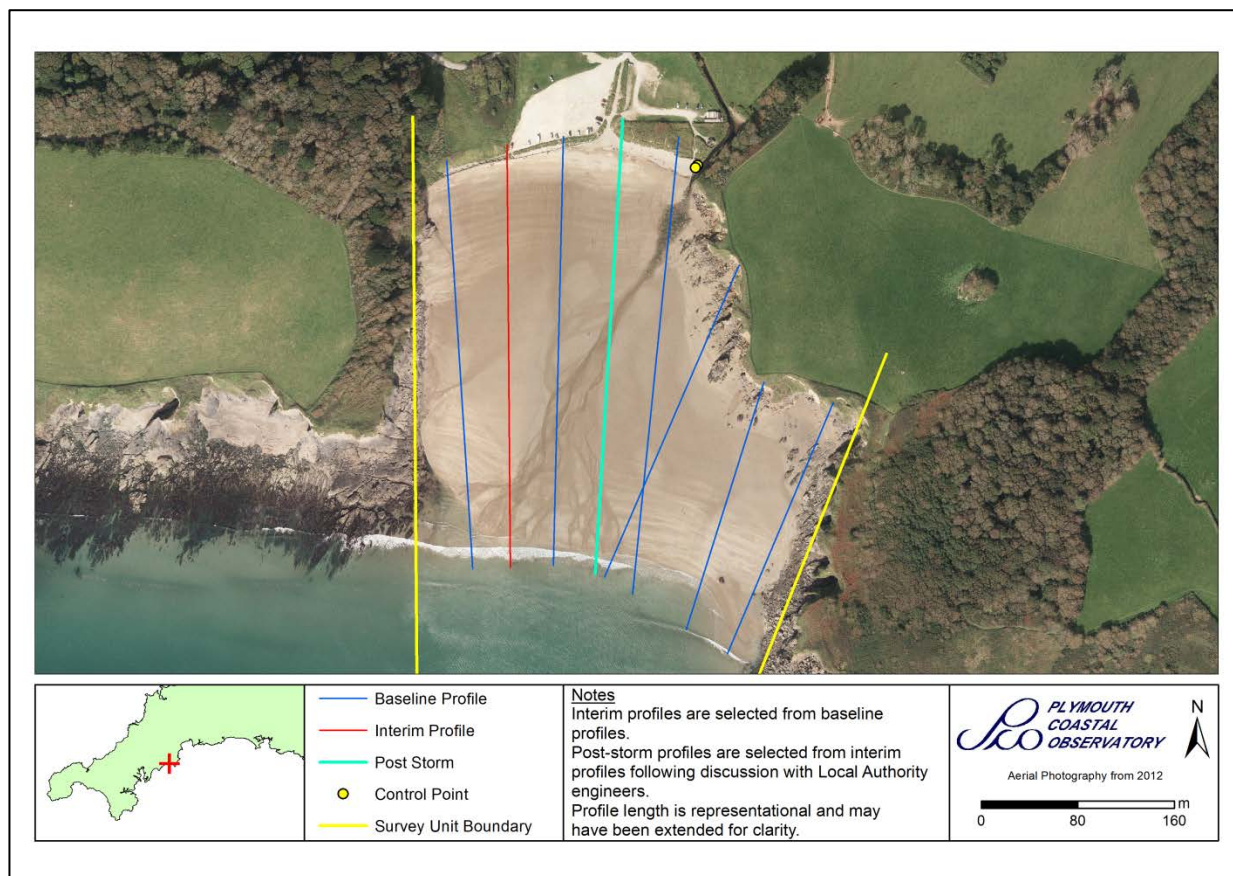 Baseline Profile
Interim Profile
Post Storm
Control Point
Survey Unit Boundary
Notes
Interim profiles are selected from baseline
profiles.
Post-storm profiles are selected from interim
profiles following discussion with Local Authority
engineers.
Profile length is representational and may
have been extended for clarity.
PLYMOUTH
COASTAL
OBSERVATORY
N
Aerial Photography from 2012
m
0 80 160